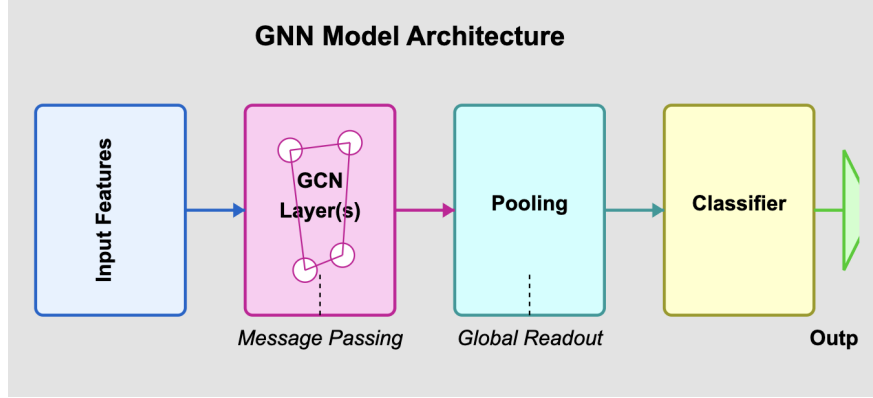 GNN Model Architecture
Input Features
GCN
Layer(s)
Pooling
Classifier
Message Passing
Global Readout
Outp